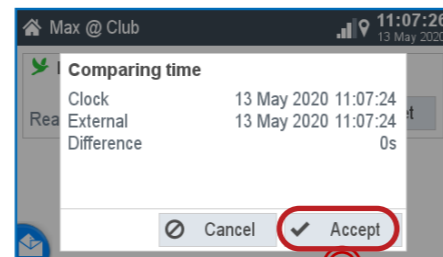 Max @ Club
11:07:26
13 May 2020
Comparing time
Clock 13 May 2020 11:07:24
External 13 May 2020 11:07:24
Difference 0s
Cancel Accept